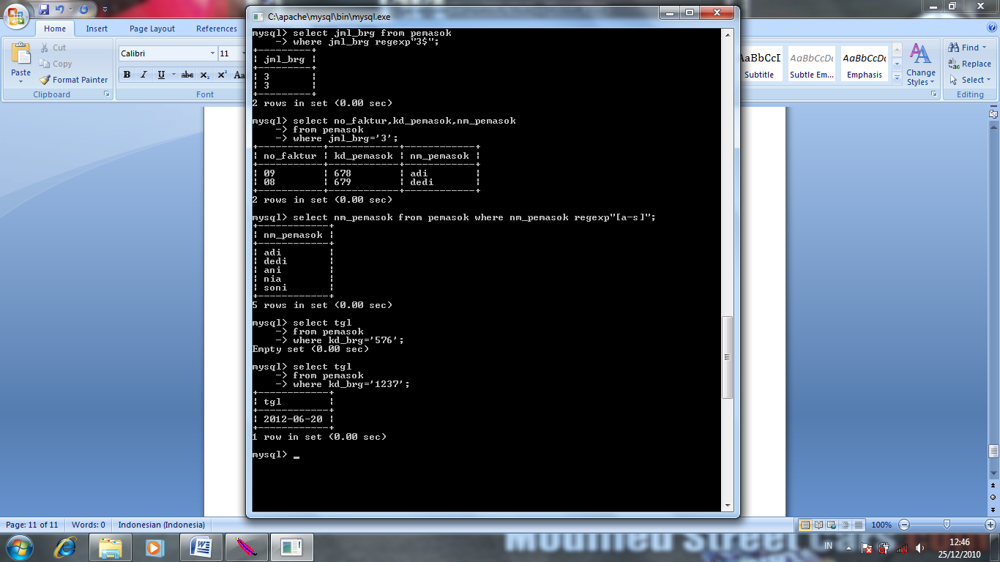 C:\apache\mysql\bin\mysql.exe
Home Insert Page Layout References
Paste
Cut
Copy
Format Painter
Clipboard
Calibri 11
B I U abc x₂ x² Aa
Font
AaBbCcI AaBbCcDc AaBbCcDc
Subtitle Subtle Em... Emphasis
Change
Styles
Find
Replace
Select
Editing
mysql> select jml_brg from pemasok
    -> where jml_brg regexp"3$";
+---------+
| jml_brg |
+---------+
| 3       |
| 3       |
+---------+
2 rows in set (0.00 sec)
mysql> select no_faktur,kd_pemasok,nm_pemasok
    -> from pemasok
    -> where jml_brg='3';
+-----------+------------+------------+
| no_faktur | kd_pemasok | nm_pemasok |
+-----------+------------+------------+
| 09        | 678        | adi        |
| 08        | 679        | dedi       |
+-----------+------------+------------+
2 rows in set (0.00 sec)
mysql> select nm_pemasok from pemasok where nm_pemasok regexp"[a-s]";
+------------+
| nm_pemasok |
+------------+
| adi        |
| dedi       |
| ani        |
| nia        |
| soni       |
+------------+
5 rows in set (0.00 sec)
mysql> select tgl
    -> from pemasok
    -> where kd_brg='576';
Empty set (0.00 sec)
mysql> select tgl
    -> from pemasok
    -> where kd_brg='1237';
+------------+
| tgl        |
+------------+
| 2012-06-20 |
+------------+
1 row in set (0.00 sec)
mysql> _
Page: 11 of 11 Words: 0 Indonesian (Indonesia) 100%
Modified Street Cars.com
IN 12:46
25/12/2010